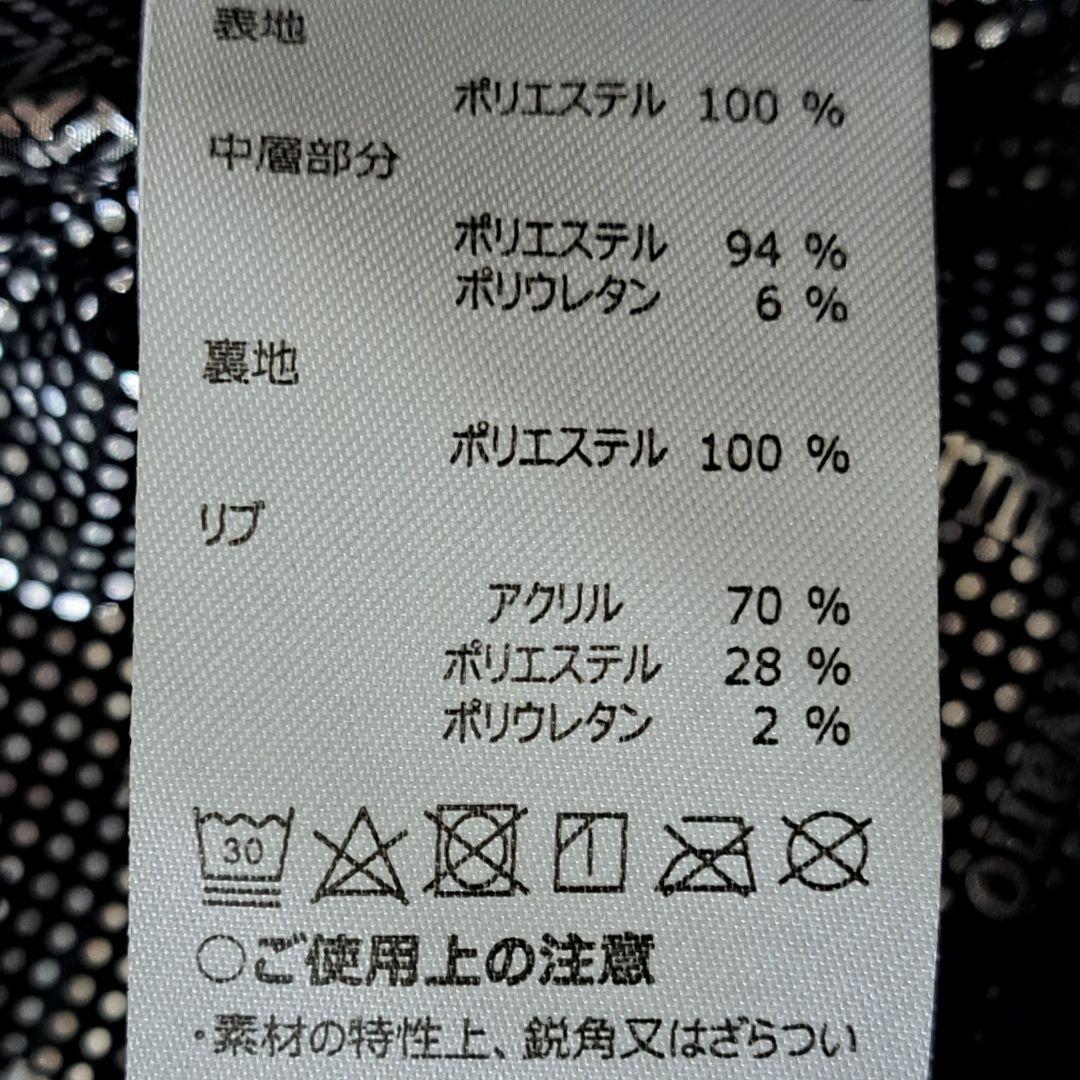 表地
ポリエステル 100 %
中層部分
ポリエステル 94 %
ポリウレタン 6 %
裏地
ポリエステル 100 %
リブ
アクリル 70 %
ポリエステル 28 %
ポリウレタン 2 %
30
○ご使用上の注意
・素材の特性上、鋭角又はざらつい